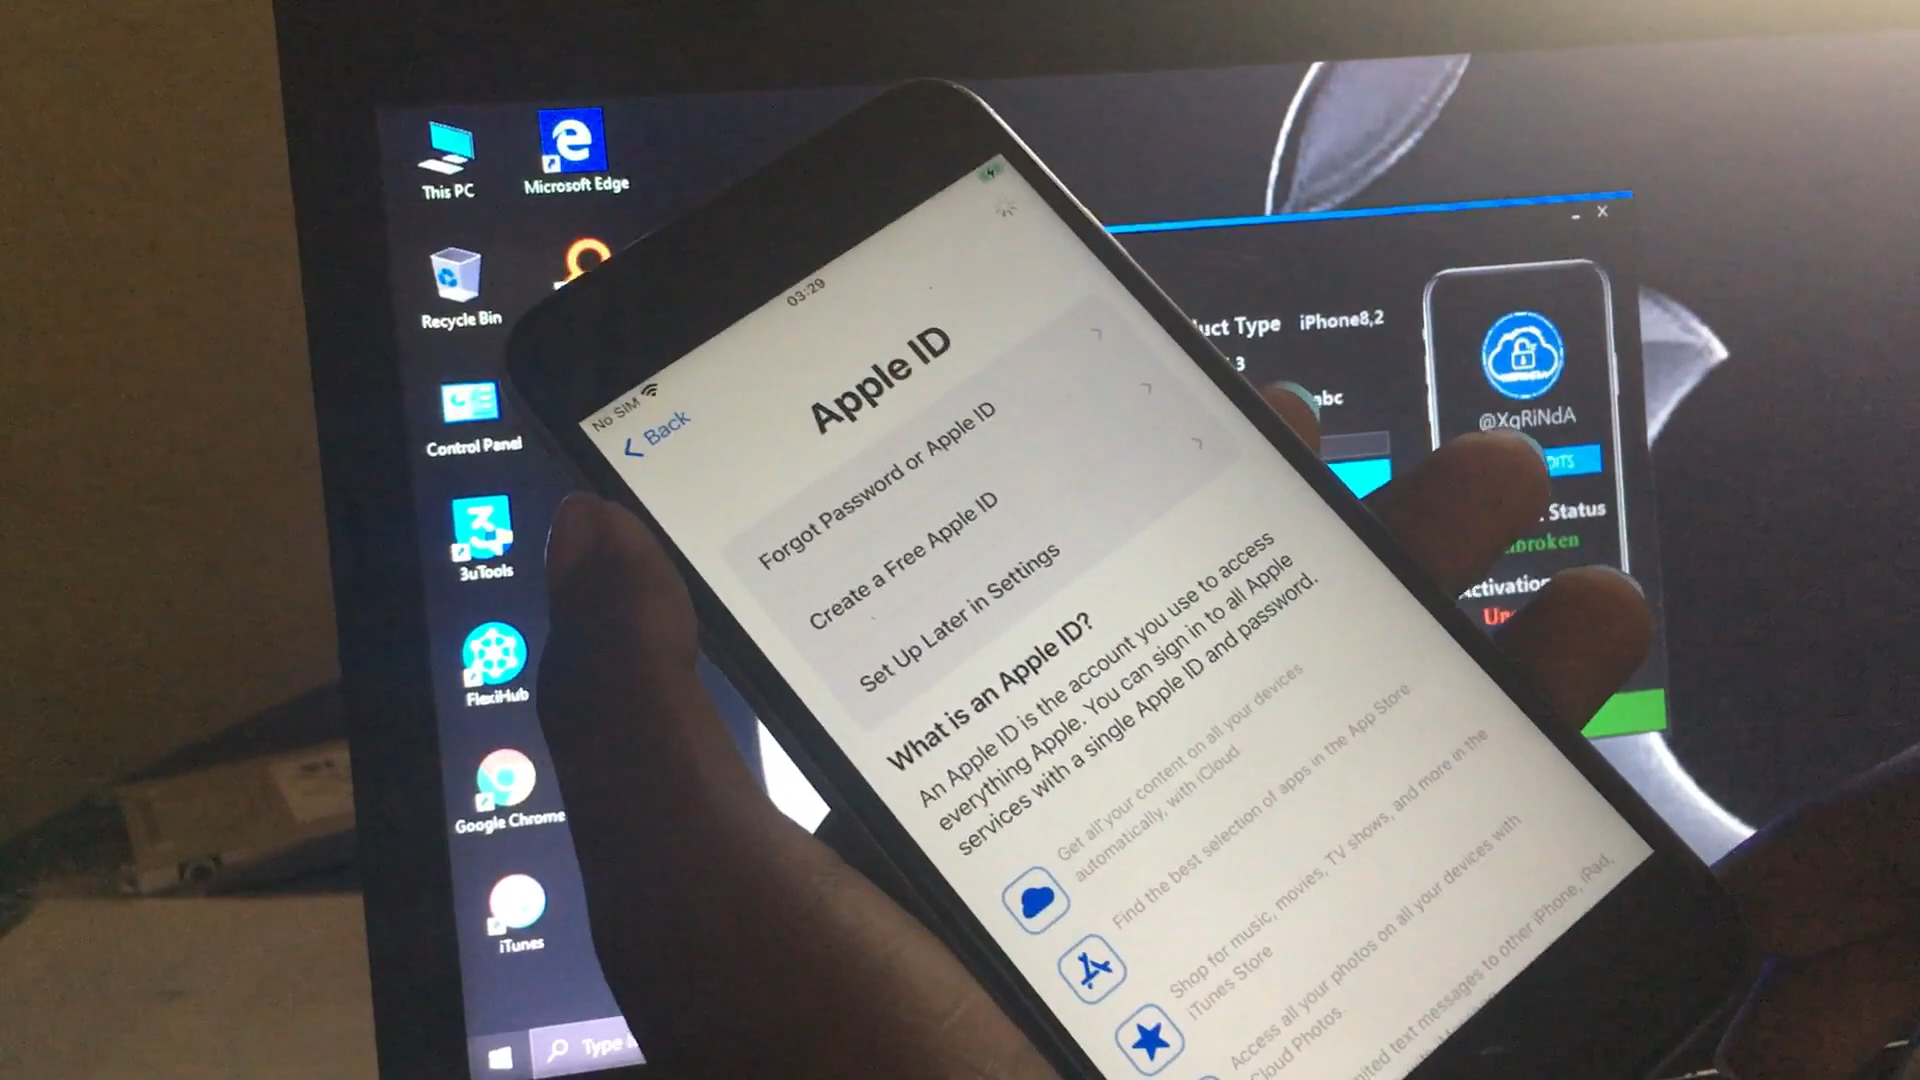 This PC
Microsoft Edge
Recycle Bin
Control Panel
3uTools
FlexiHub
Google Chrome
iTunes
Type
No SIM
03:29
Back
Apple ID
Forgot Password or Apple ID
Create a Free Apple ID
Set Up Later in Settings
What is an Apple ID?
An Apple ID is the account you use to access
everything Apple. You can sign in to all Apple
services with a single Apple ID and password.
Get all your content on all your devices
automatically, with iCloud.
Find the best selection of apps in the App Store
Shop for music, movies, TV shows, and more in the
iTunes Store
Access all your photos on all your devices with
Cloud Photos.
text messages to other iPhone, iPad,
Type iPhone8,2
.3
abc
@XqRiNdA
Status